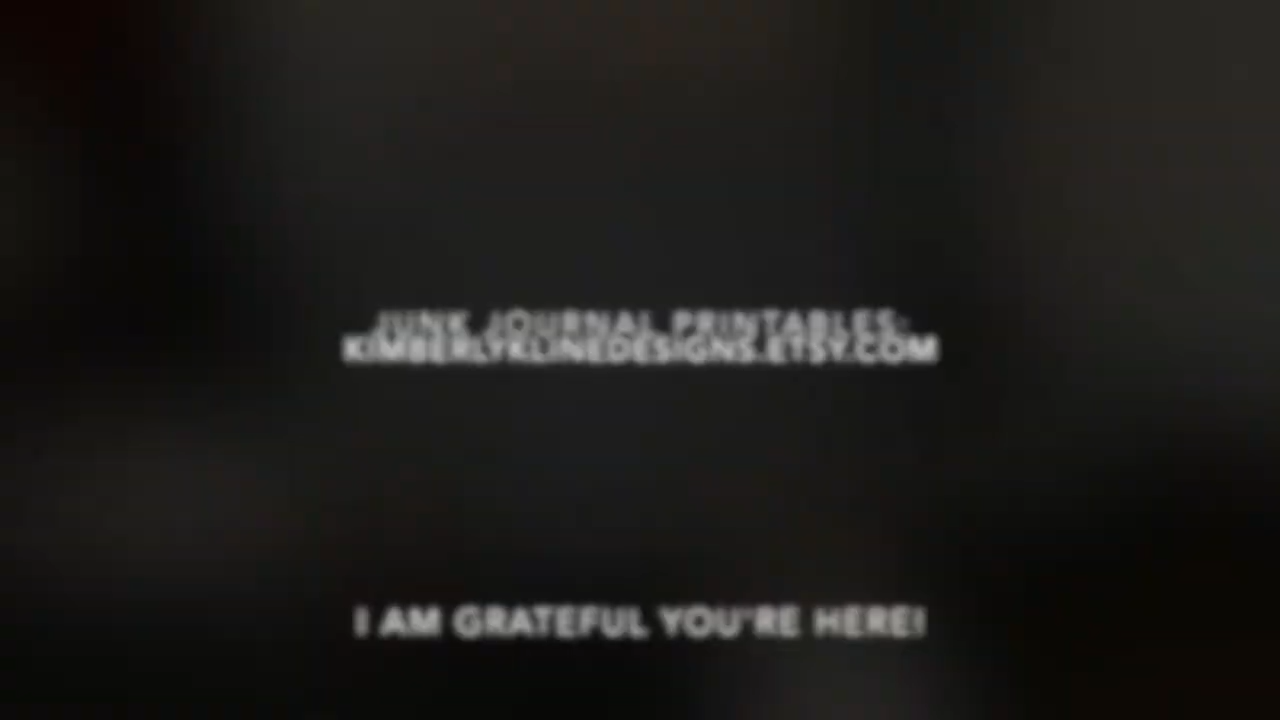 JUNK JOURNAL PRINTABLES:
KIMBERLYKLINEDESIGNS.ETSY.COM
I AM GRATEFUL YOU'RE HERE!